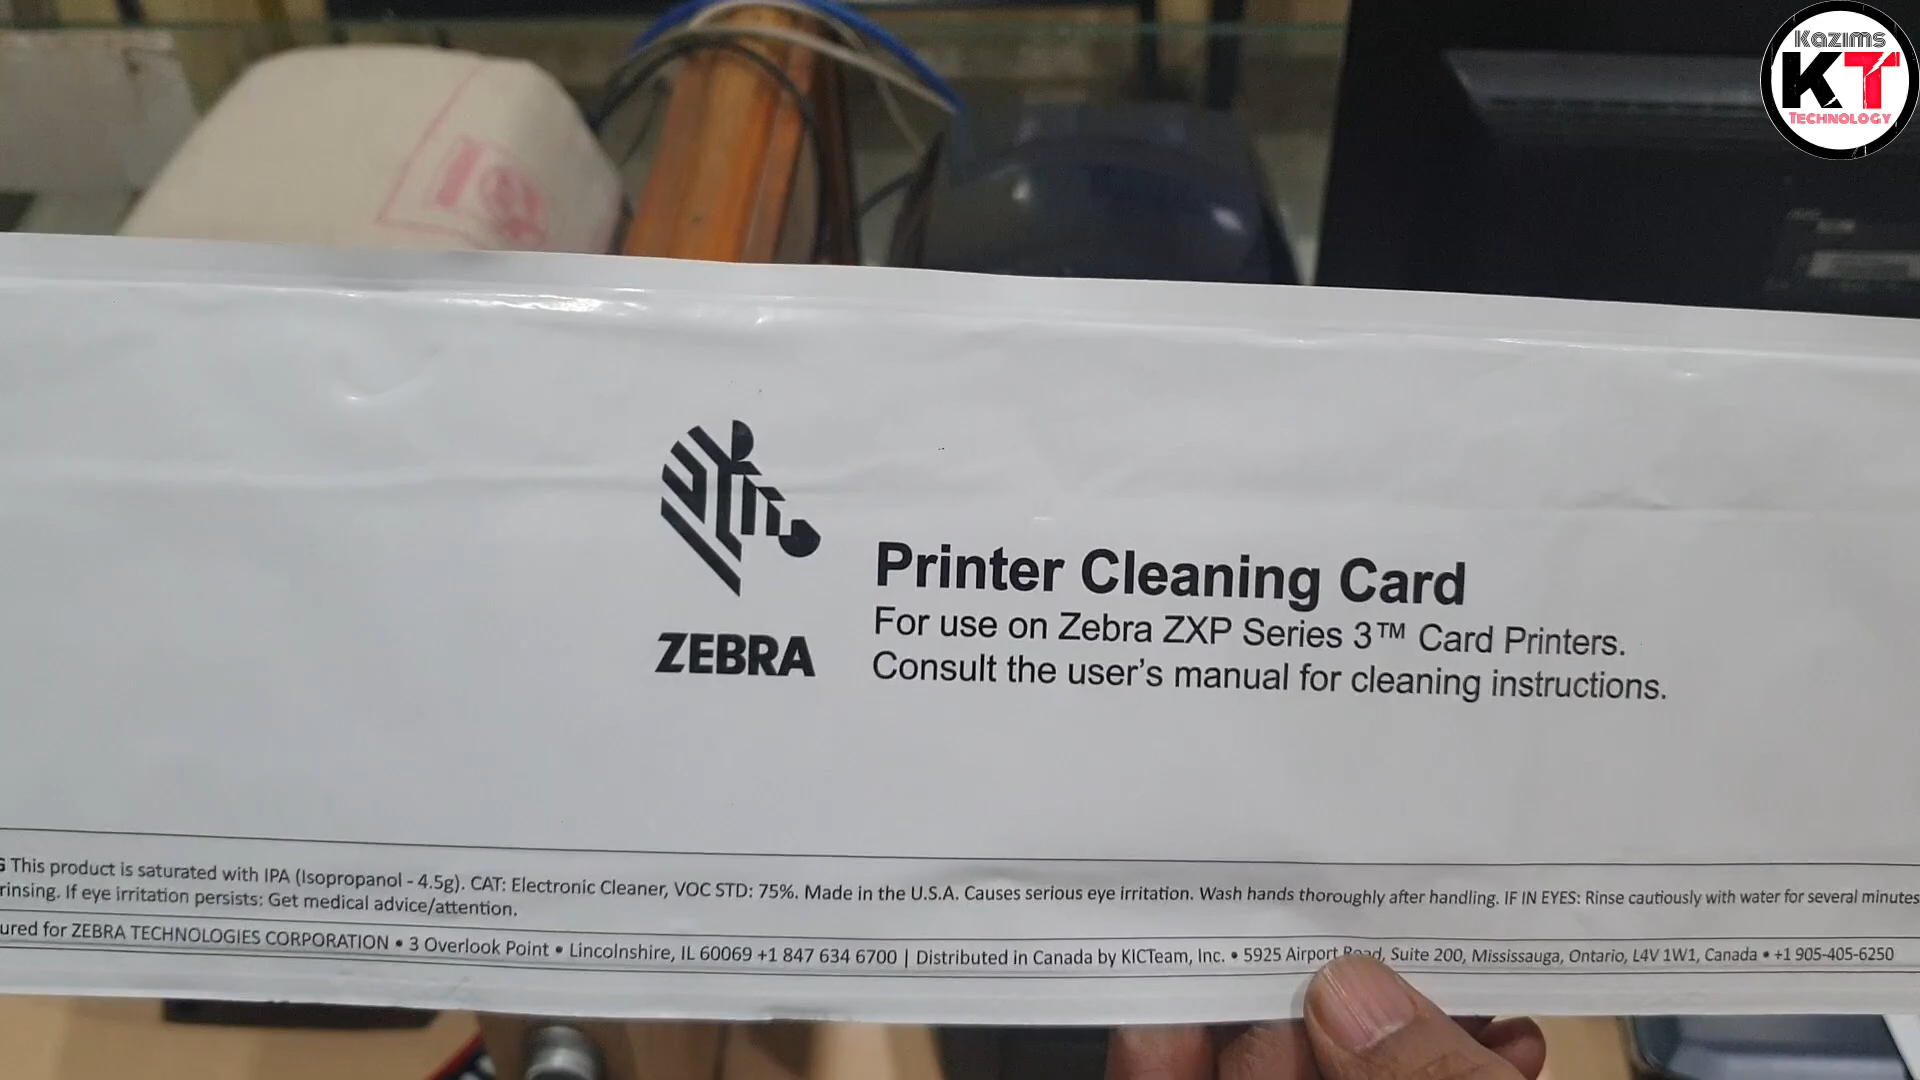 Kazims
KT
TECHNOLOGY
ZEBRA
Printer Cleaning Card
For use on Zebra ZXP Series 3™ Card Printers.
Consult the user's manual for cleaning instructions.
This product is saturated with IPA (Isopropanol - 4.5g). CAT: Electronic Cleaner, VOC STD: 75%. Made in the U.S.A. Causes serious eye irritation. Wash hands thoroughly after handling. IF IN EYES: Rinse cautiously with water for several minutes
rinsing. If eye irritation persists: Get medical advice/attention.
ured for ZEBRA TECHNOLOGIES CORPORATION • 3 Overlook Point • Lincolnshire, IL 60069 +1 847 634 6700 | Distributed in Canada by KICTeam, Inc. • 5925 Airport Road, Suite 200, Mississauga, Ontario, L4V 1W1, Canada • +1 905-405-6250